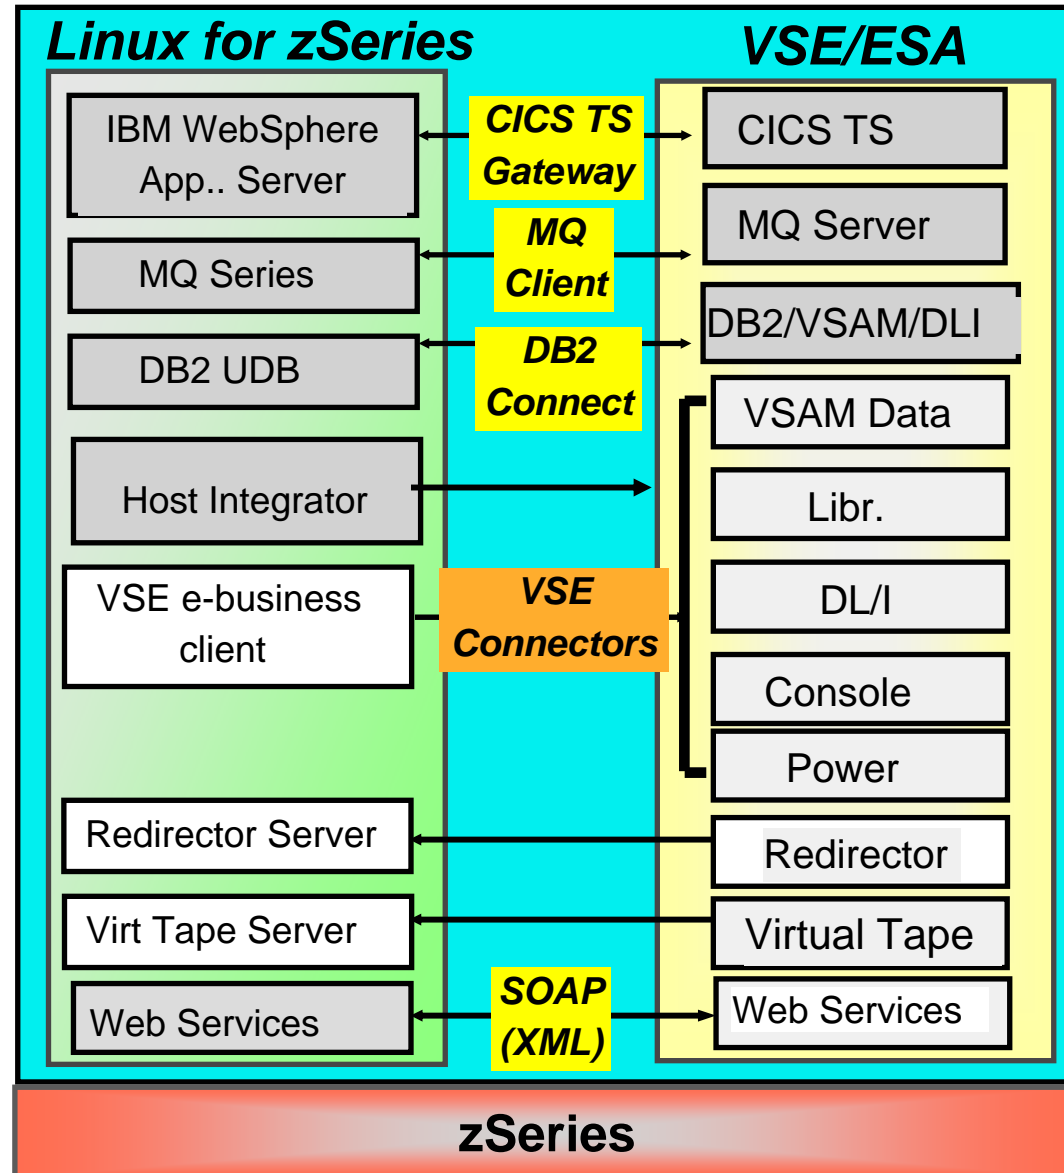 Linux for zSeries
VSE/ESA
IBM WebSphere
App.. Server
CICS TS
Gateway
CICS TS
MQ Series
MQ
Client
MQ Server
DB2 UDB
DB2
Connect
DB2/VSAM/DLI
Host Integrator
VSE e-business
client
VSE
Connectors
VSAM Data
Libr.
DL/I
Console
Power
Redirector Server
Redirector
Virt Tape Server
Virtual Tape
Web Services
SOAP
(XML)
Web Services
zSeries